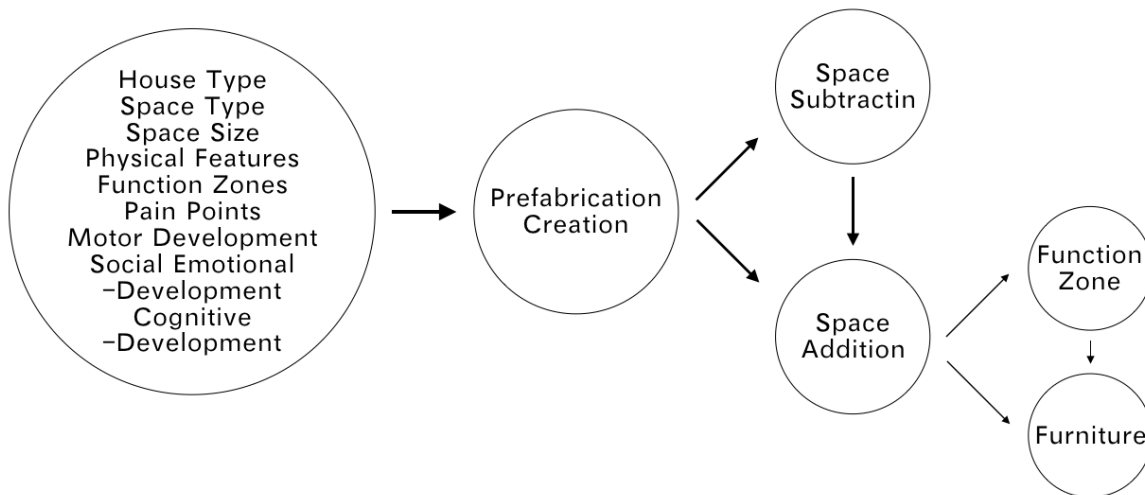 House Type
Space Type
Space Size
Physical Features
Function Zones
Pain Points
Motor Development
Social Emotional
-Development
Cognitive
-Development
Prefabrication
Creation
Space
Subtractin
Space
Addition
Function
Zone
Furniture